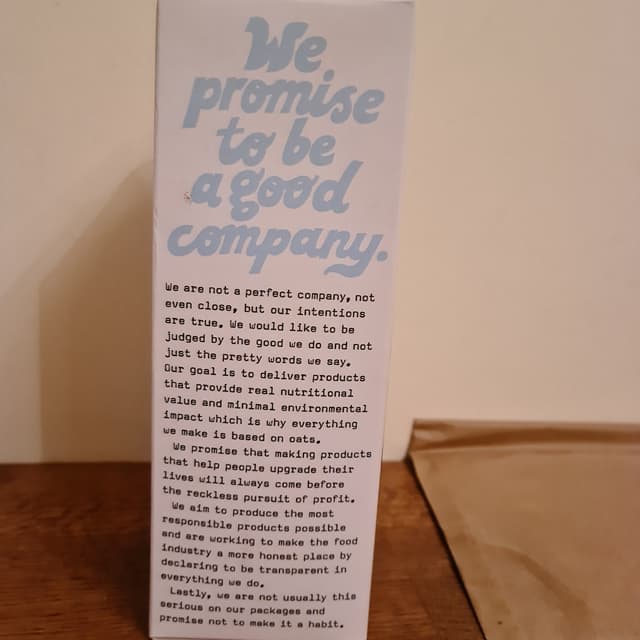 We
promise
to be
a good
company.
We are not a perfect company, not
even close, but our intentions
are true. We would like to be
judged by the good we do and not
just the pretty words we say.
Our goal is to deliver products
that provide real nutritional
value and minimal environmental
impact which is why everything
we make is based on oats.
We promise that making products
that help people upgrade their
lives will always come before
the reckless pursuit of profit.
We aim to produce the most
responsible products possible
and are working to make the food
industry a more honest place by
declaring to be transparent in
everything we do.
Lastly, we are not usually this
serious on our packages and
promise not to make it a habit.